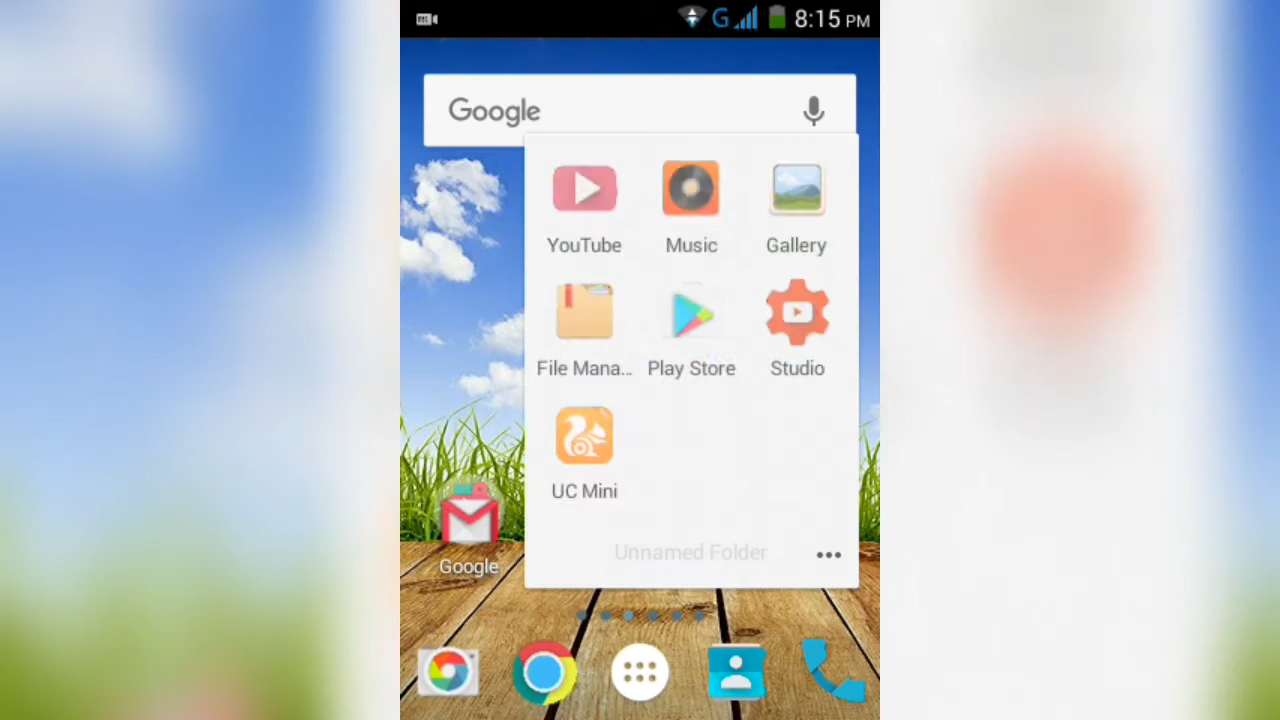 G 8:15 PM
Google
YouTube Music Gallery
File Mana... Play Store Studio
UC Mini
Unnamed Folder
Google